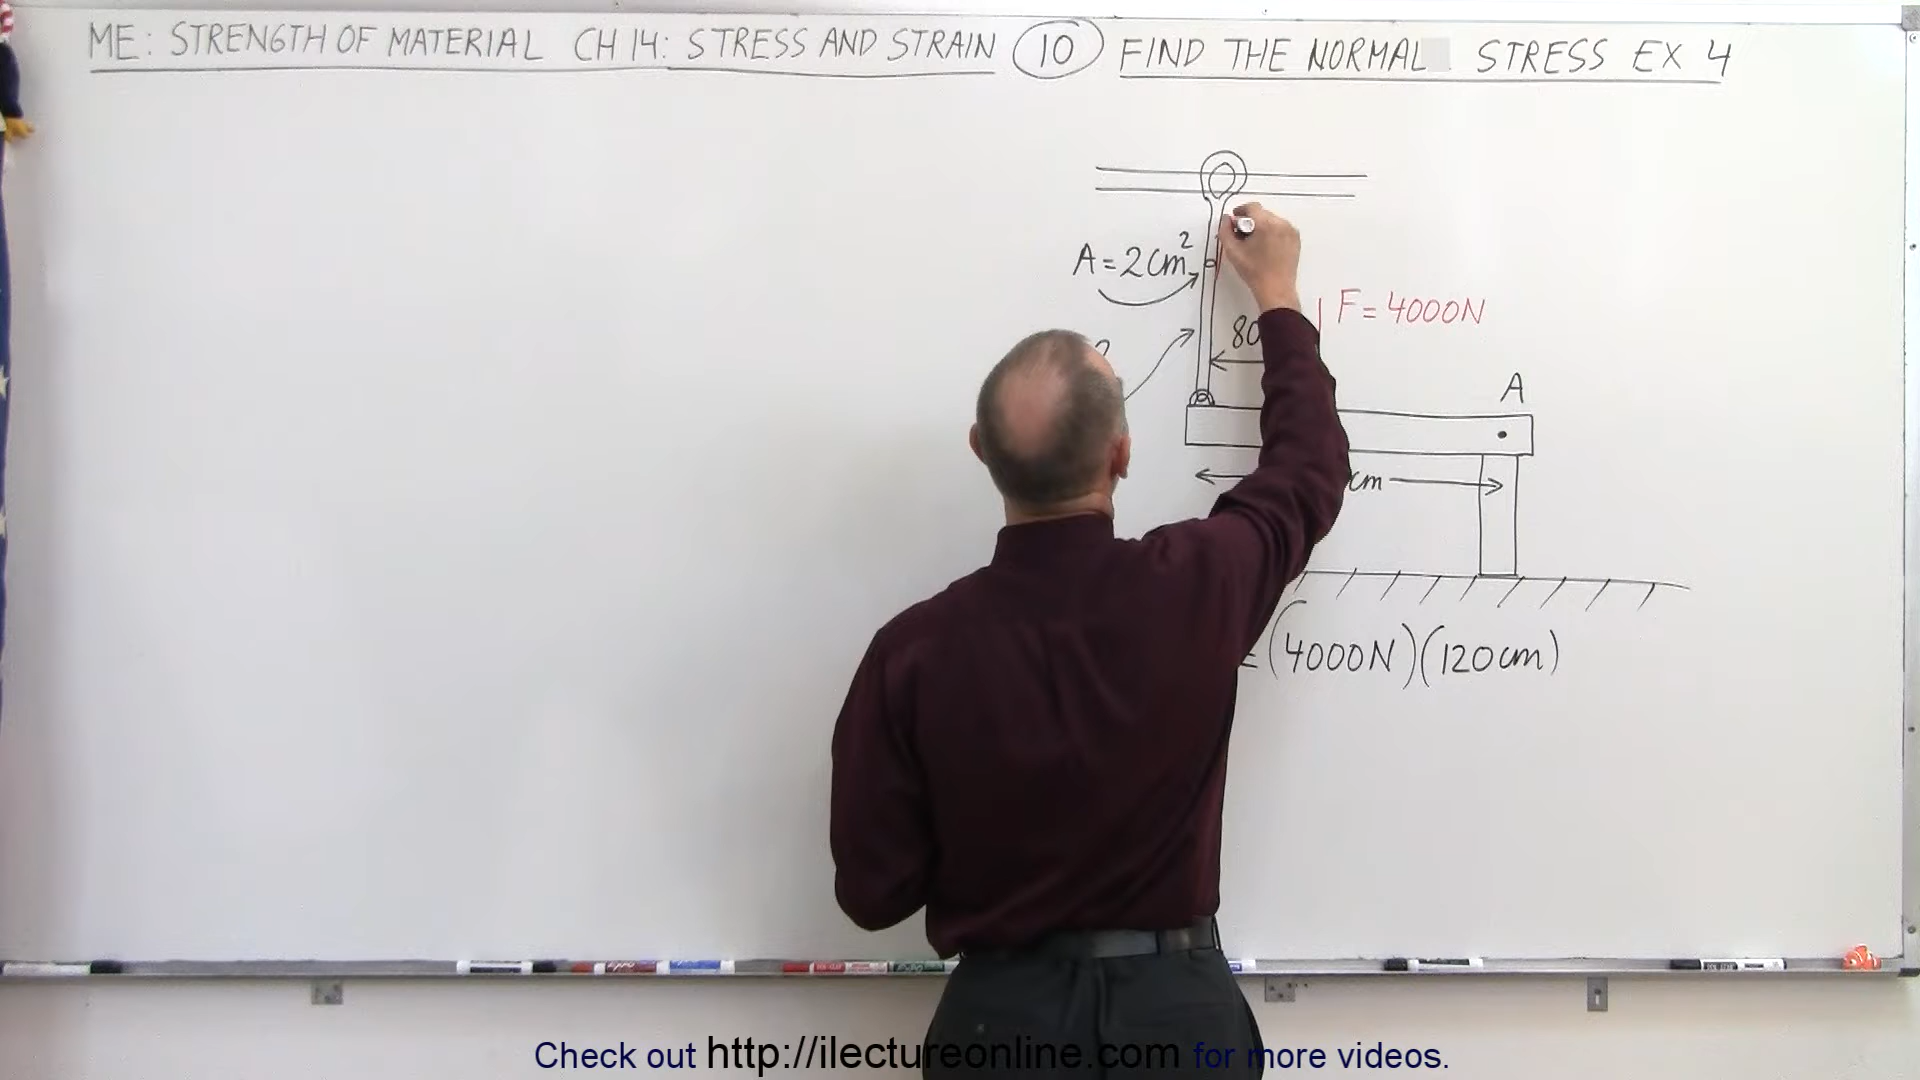 ME: STRENGTH OF MATERIAL CH 14: STRESS AND STRAIN 10 FIND THE NORMAL STRESS EX 4
A = 2cm²
F = 4000N
80
?
A
cm
= (4000N)(120cm)
Check out http://ilectureonline.com for more videos.